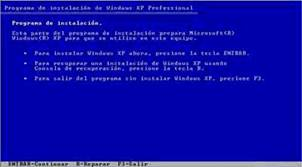 Programa de instalación de Windows XP Professional
Programa de instalación.
Esta parte del programa de instalación prepara Microsoft(R)
Windows(R) XP para que se utilice en este equipo.
• Para instalar Windows XP ahora, presione la tecla ENTRAR.
• Para recuperar una instalación de Windows XP usando
Consola de recuperación, presione la tecla R.
• Para salir del programa sin instalar Windows XP, presione F3.
ENTRAR=Continuar R=Reparar F3=Salir